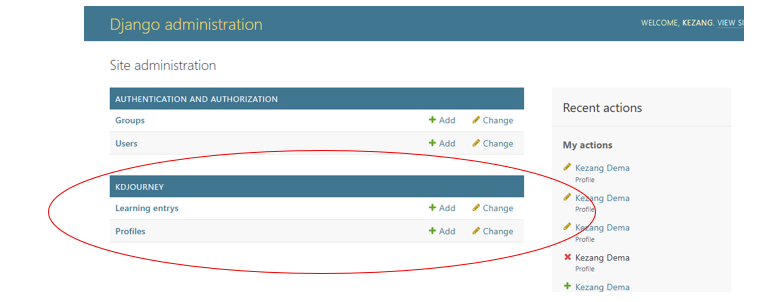 Django administration
WELCOME, KEZANG. VIEW SI
Site administration
AUTHENTICATION AND AUTHORIZATION
Groups Add Change
Users Add Change
KDJOURNEY
Learning entrys Add Change
Profiles Add Change
Recent actions
My actions
Kezang Dema
Profile
Kezang Dema
Profile
Kezang Dema
Profile
Kezang Dema
Profile
Kezang Dema